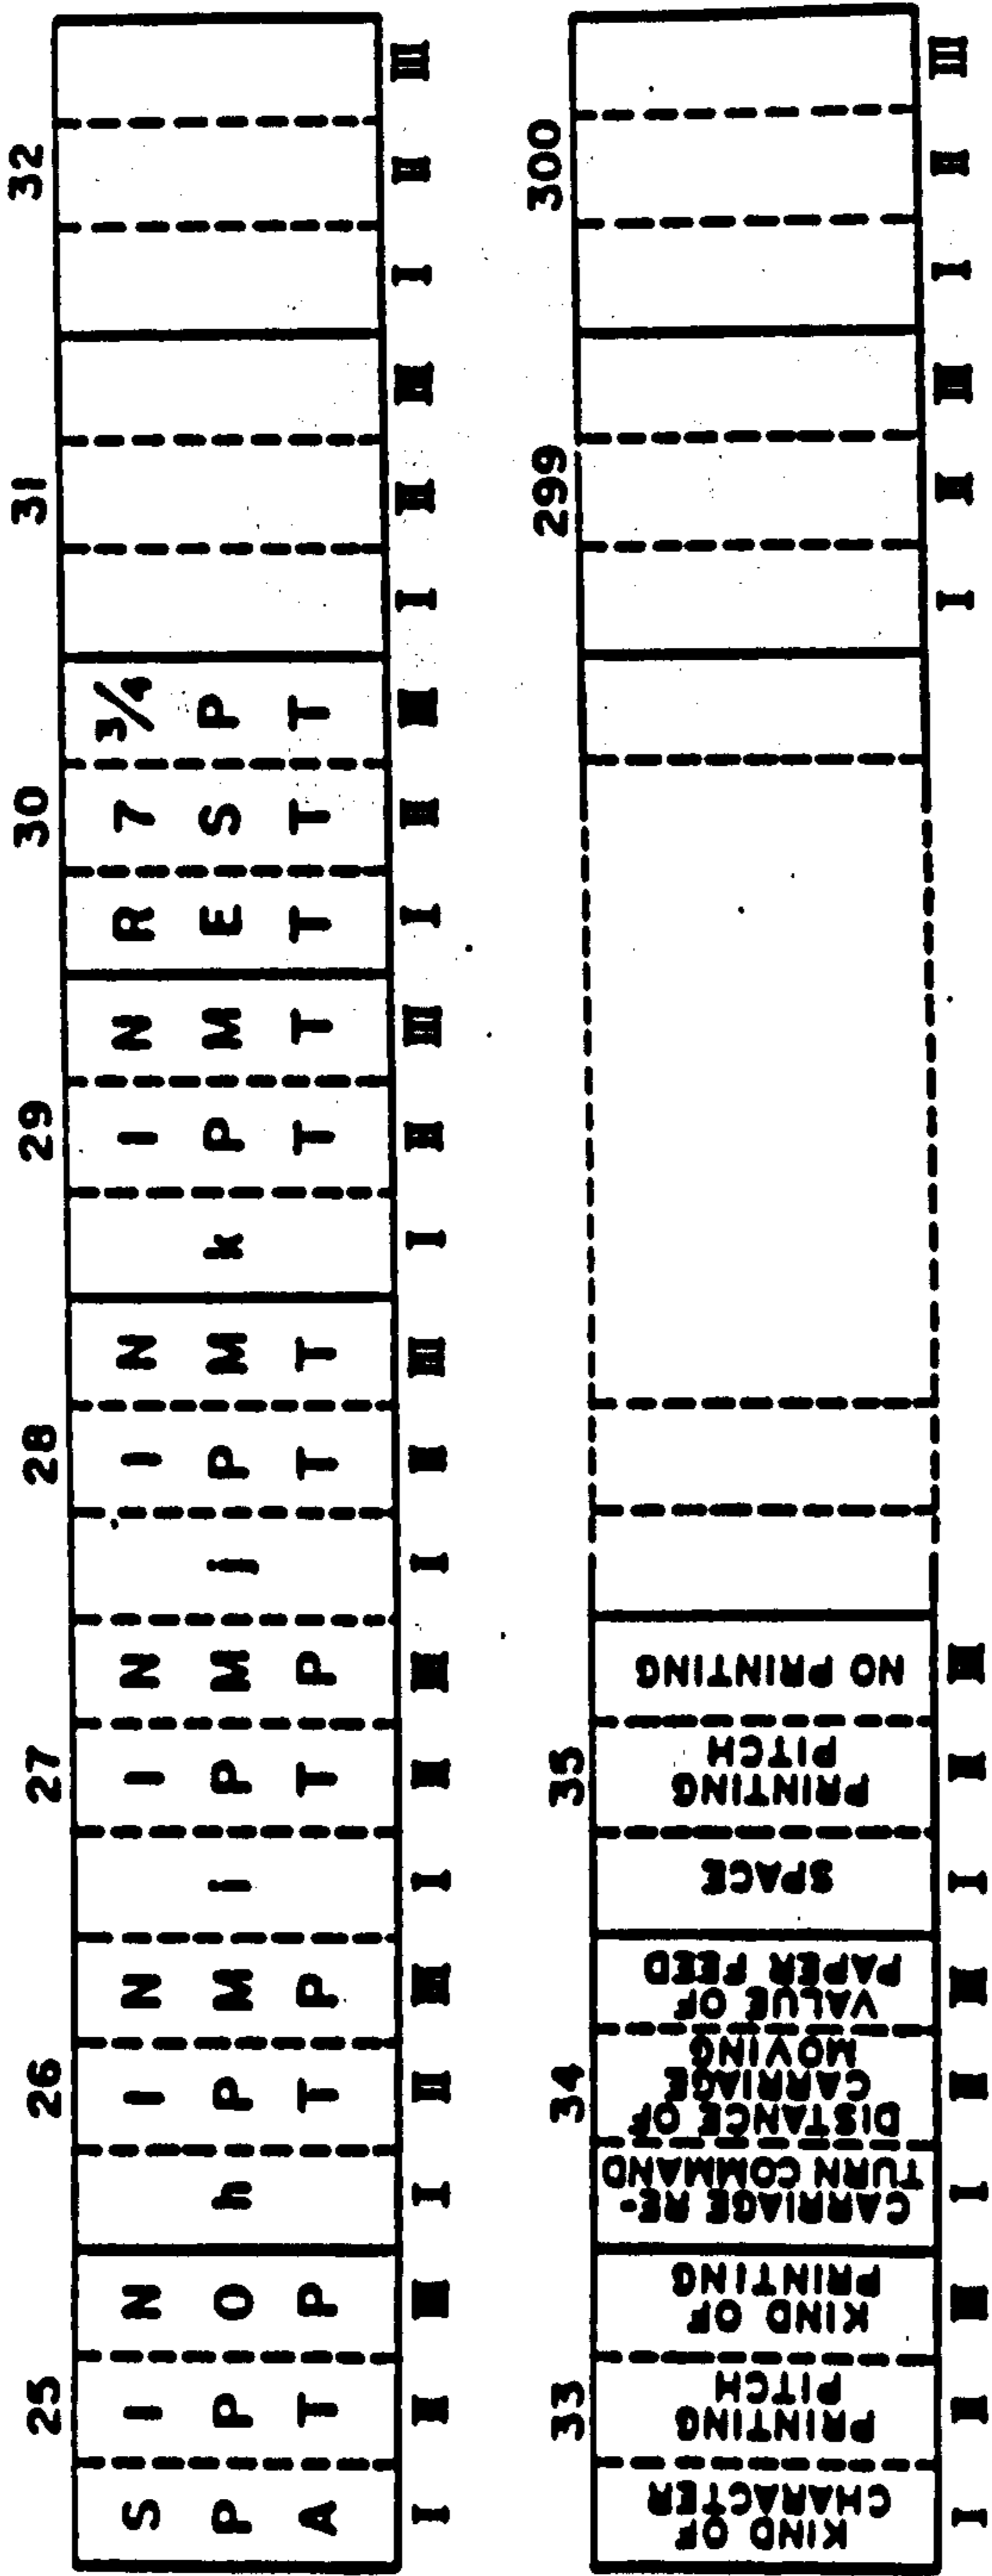 25 26 27 28 29 30 31 32
S I N I N I N I N I N R 7 3/4
P P O h P M i P M j P M k P M E S P
A T P T P T P T T T T T T T
I II III I II III I II III I II III I II III I II III I II III I II III
33 34 35 299 300
KIND OF
CHARACTER
PRINTING
PITCH
KIND OF
PRINTING
CARRIAGE RE-
TURN COMMAND
DISTANCE OF
CARRIAGE
MOVING
VALUE OF
PAPER FEED
SPACE
PRINTING
PITCH
NO PRINTING
I II III I II III I II III I II III I II III